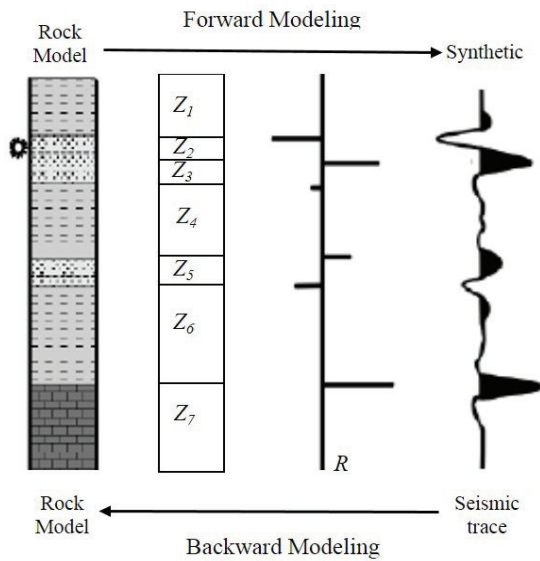 Forward Modeling
Rock
Model
Synthetic
Z1
Z2
Z3
Z4
Z5
Z6
Z7
R
Rock
Model
Seismic
trace
Backward Modeling